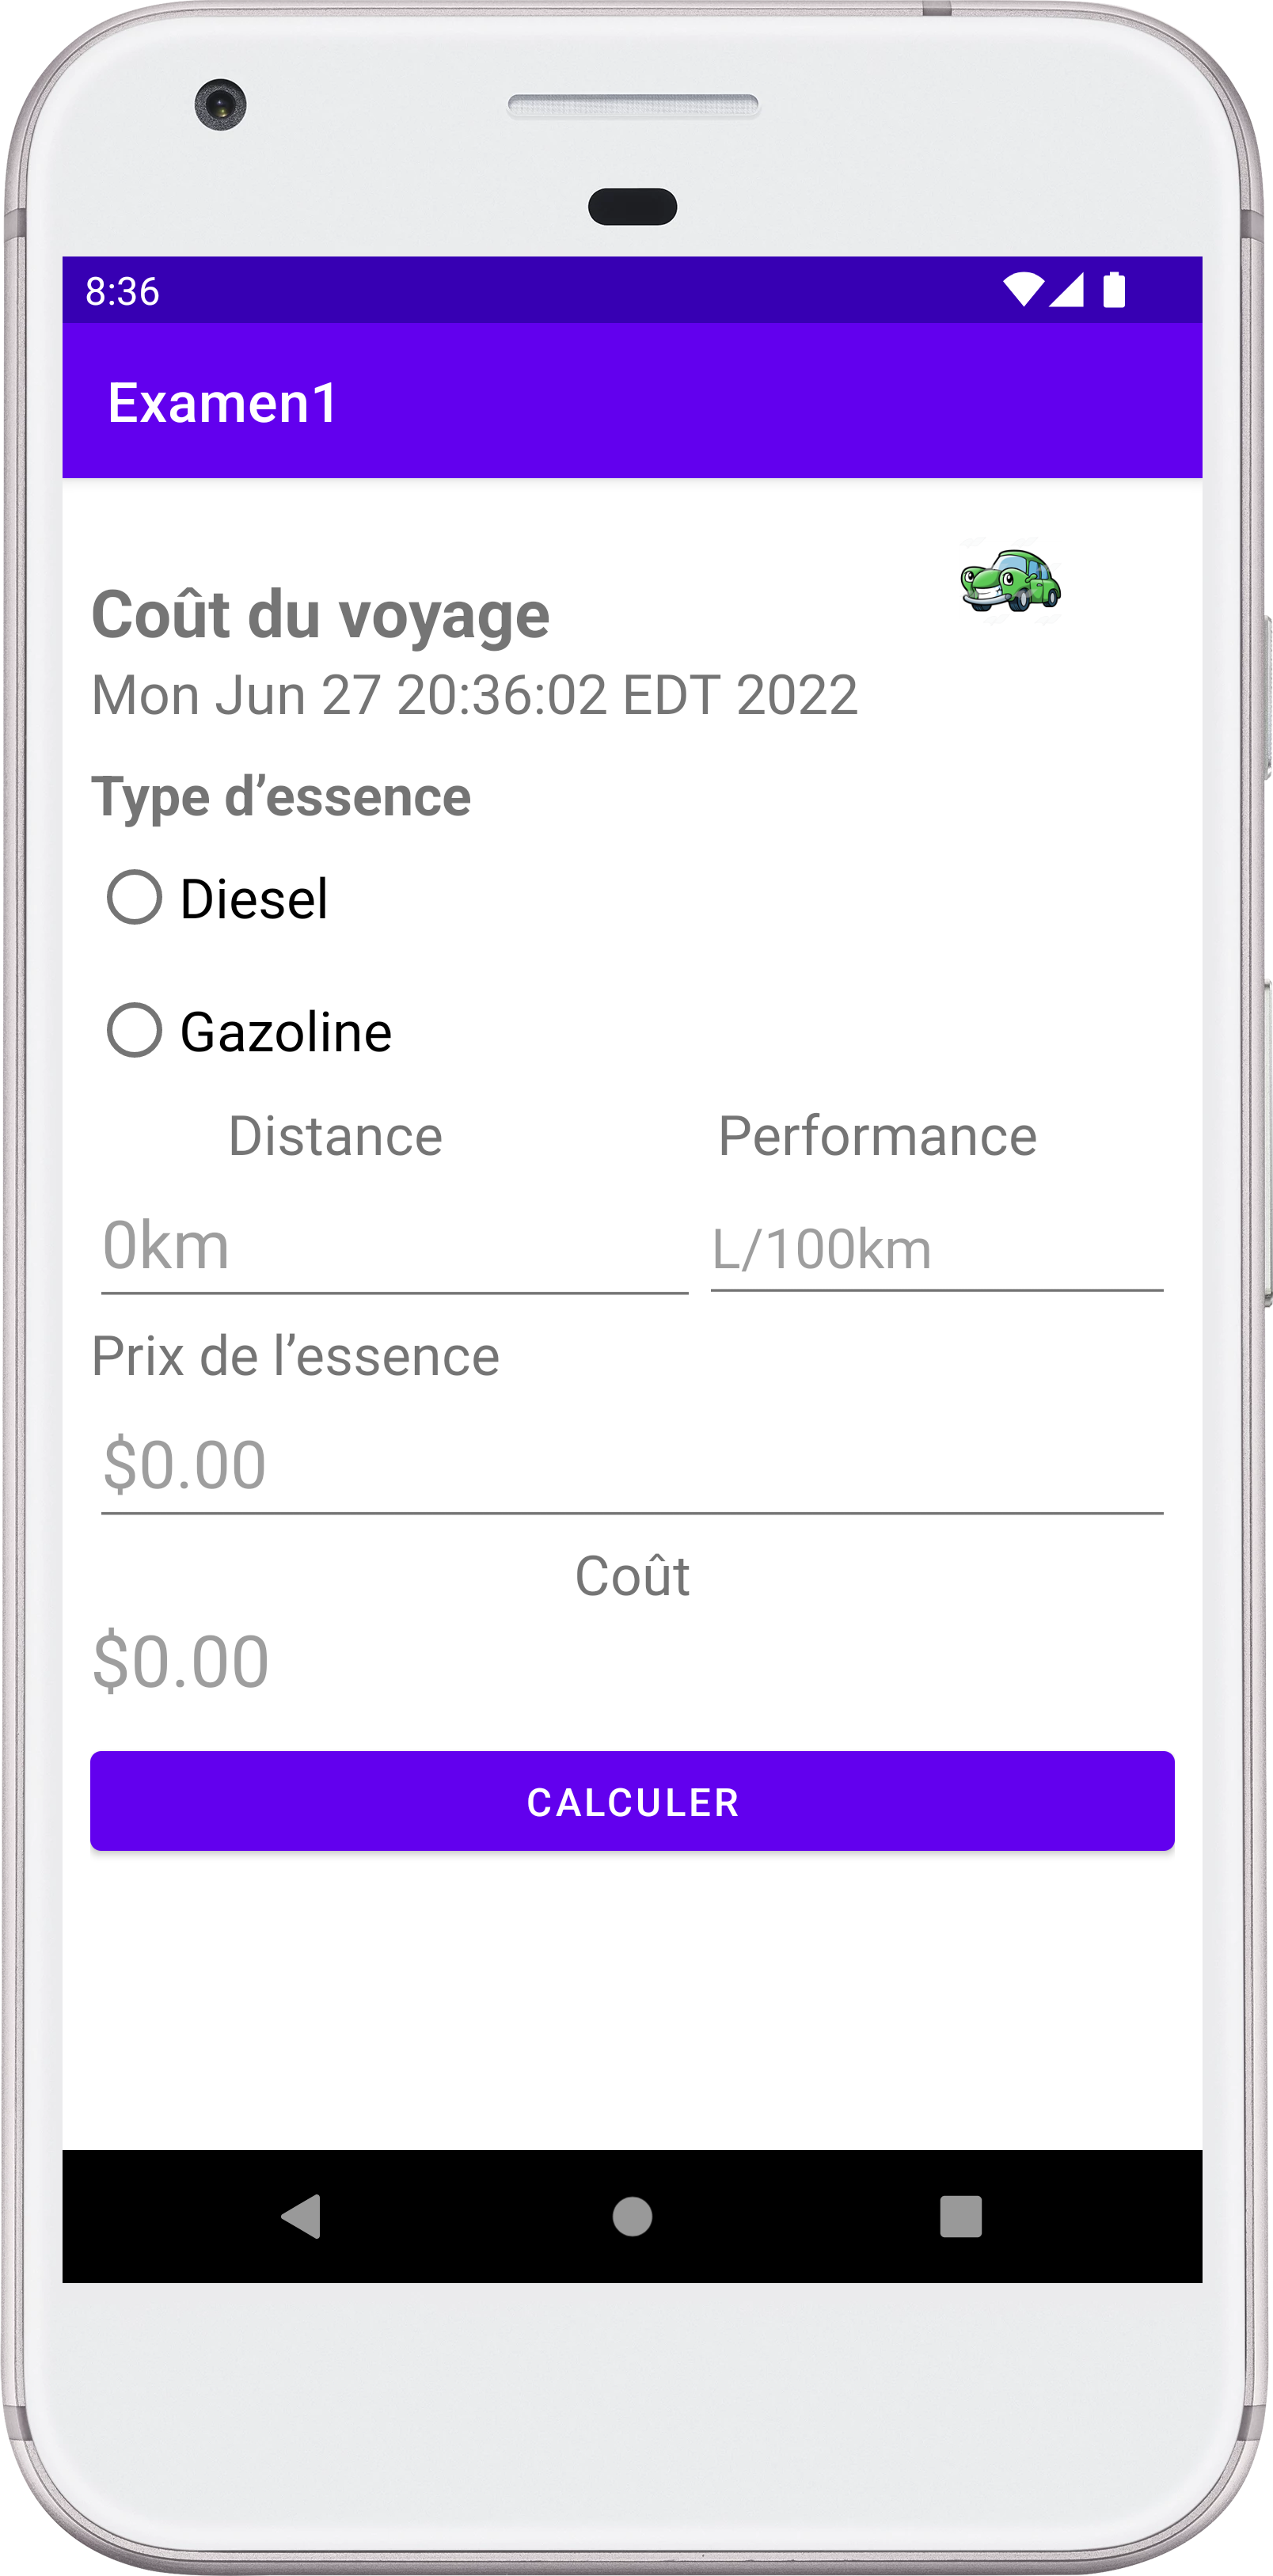 8:36
Examen1
Coût du voyage
Mon Jun 27 20:36:02 EDT 2022
Type d’essence
Diesel
Gazoline
Distance Performance
0km L/100km
Prix de l’essence
$0.00
Coût
$0.00
CALCULER